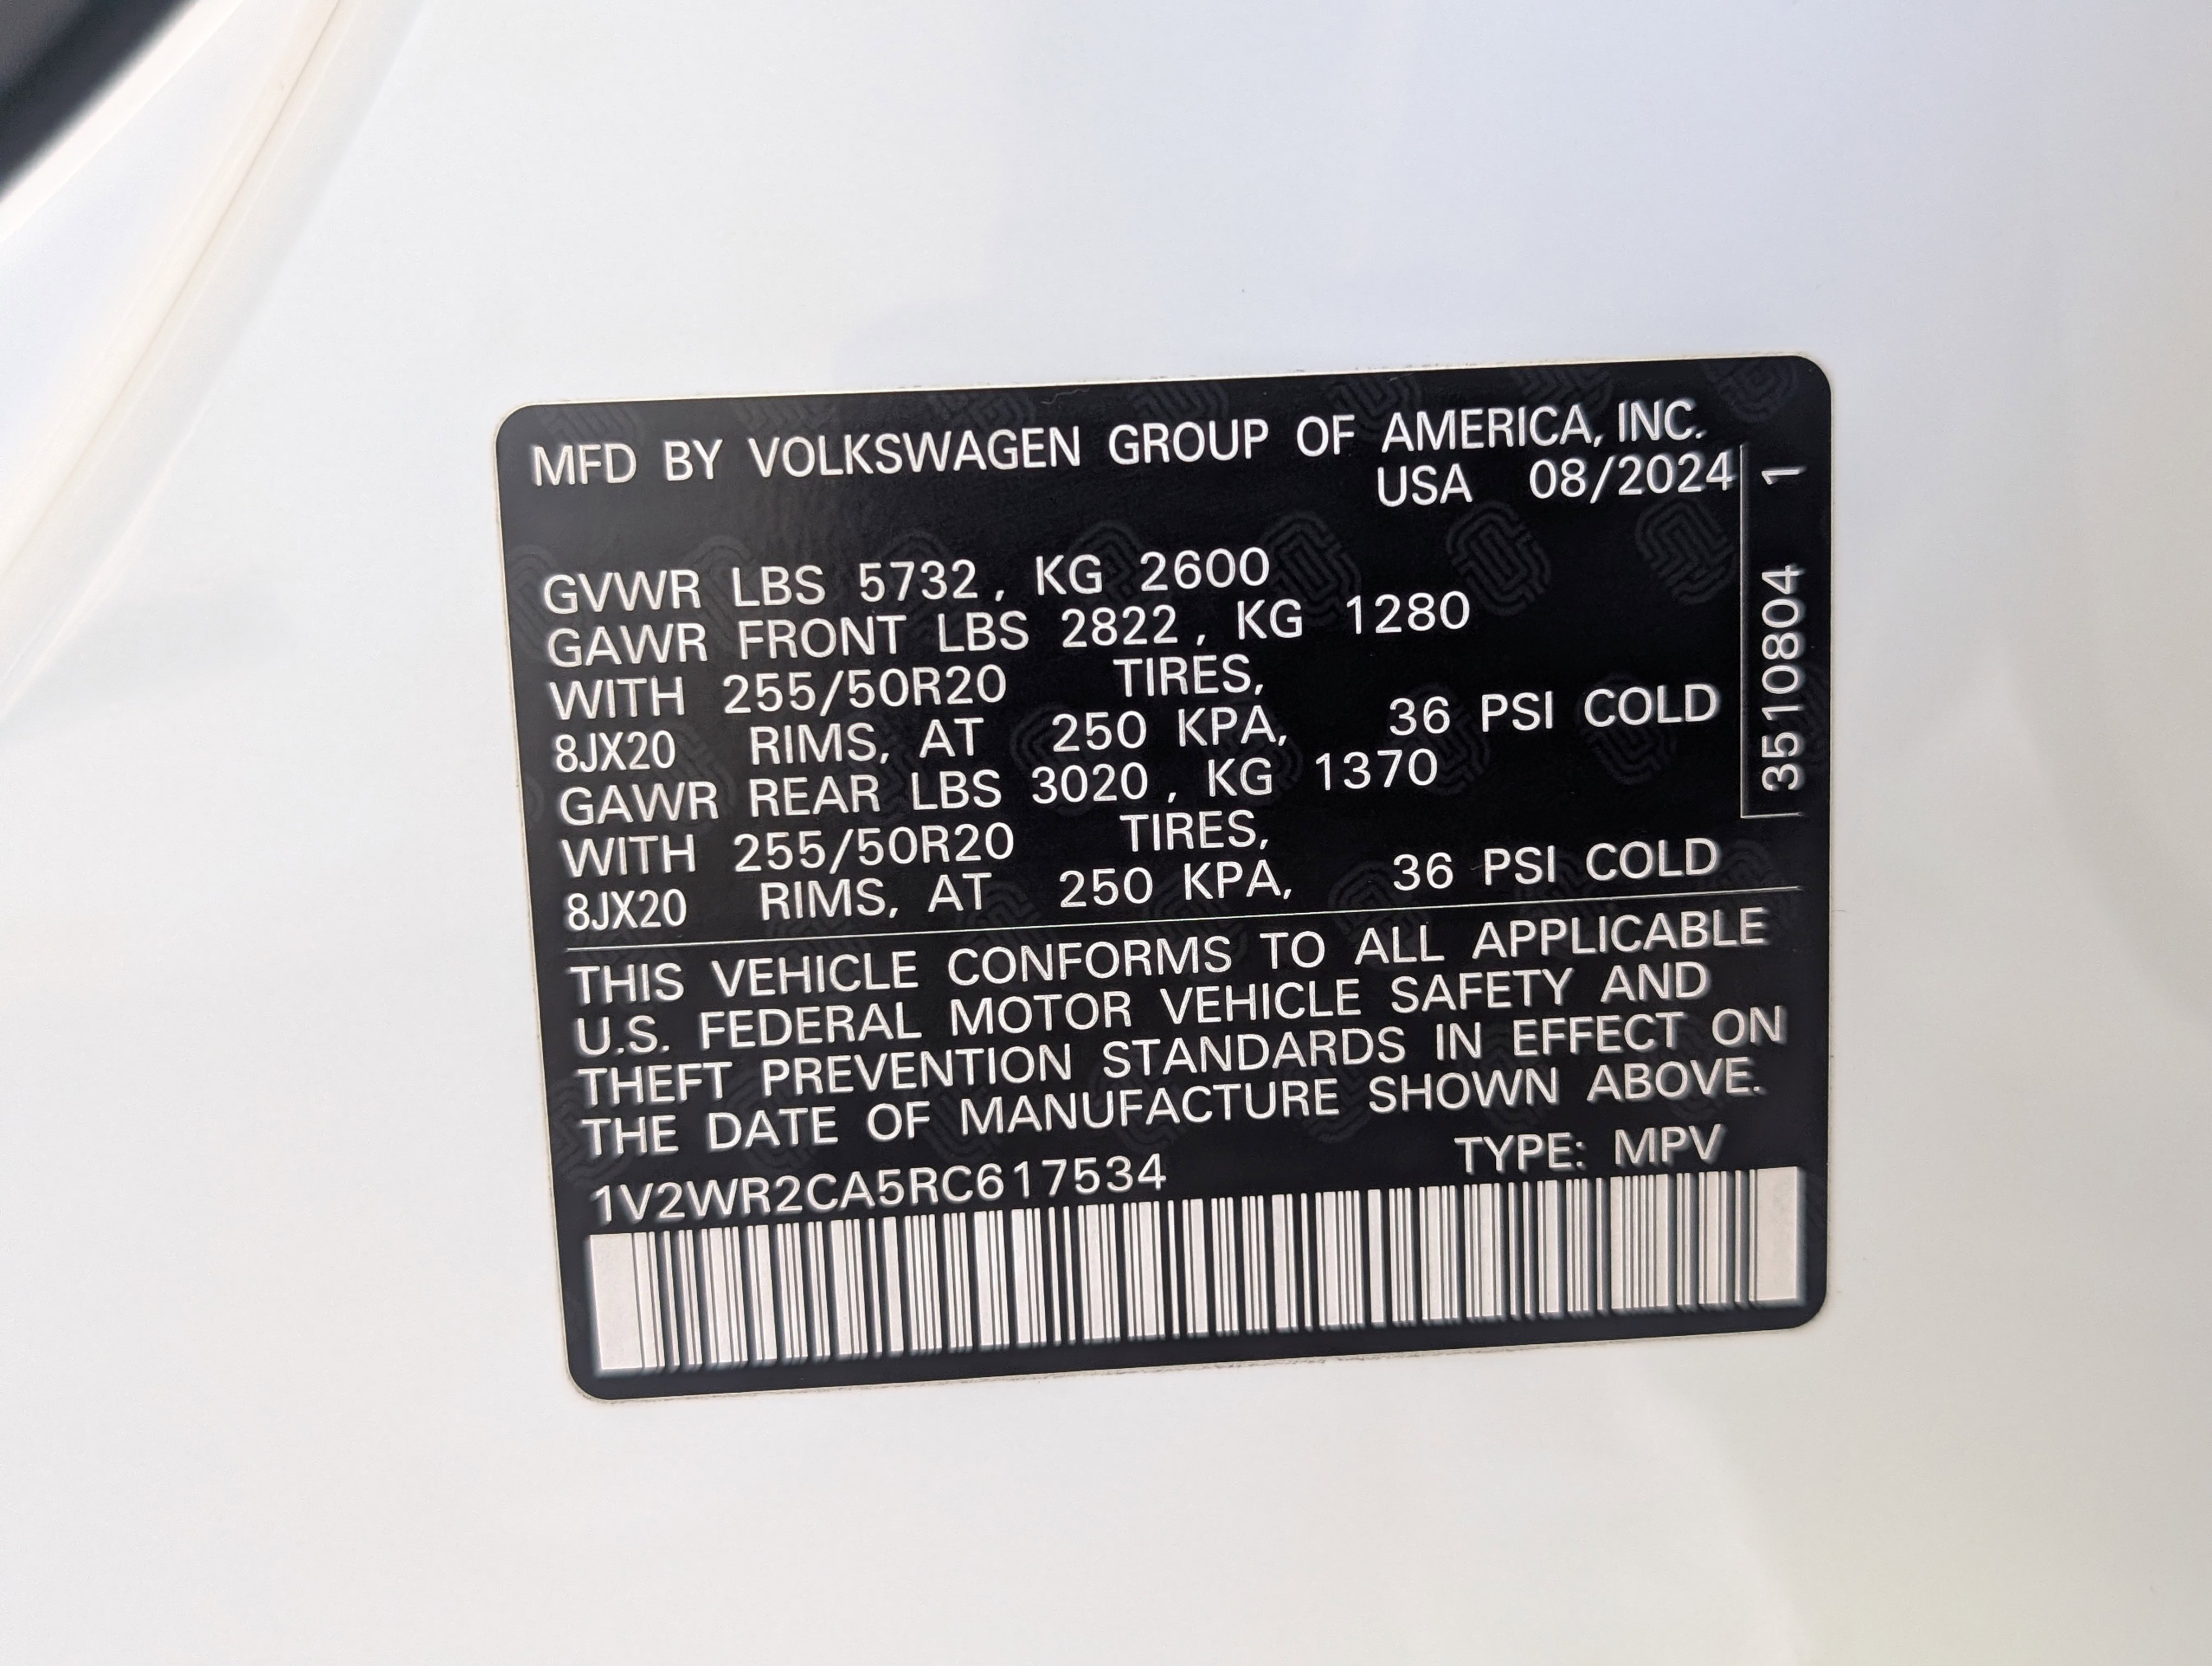 MFD BY VOLKSWAGEN GROUP OF AMERICA, INC.
USA 08/2024
GVWR LBS 5732, KG 2600
GAWR FRONT LBS 2822, KG 1280
WITH 255/50R20 TIRES,
8JX20 RIMS, AT 250 KPA, 36 PSI COLD
GAWR REAR LBS 3020, KG 1370
WITH 255/50R20 TIRES,
8JX20 RIMS, AT 250 KPA, 36 PSI COLD
3510804 1
THIS VEHICLE CONFORMS TO ALL APPLICABLE
U.S. FEDERAL MOTOR VEHICLE SAFETY AND
THEFT PREVENTION STANDARDS IN EFFECT ON
THE DATE OF MANUFACTURE SHOWN ABOVE.
TYPE: MPV
1V2WR2CA5RC617534